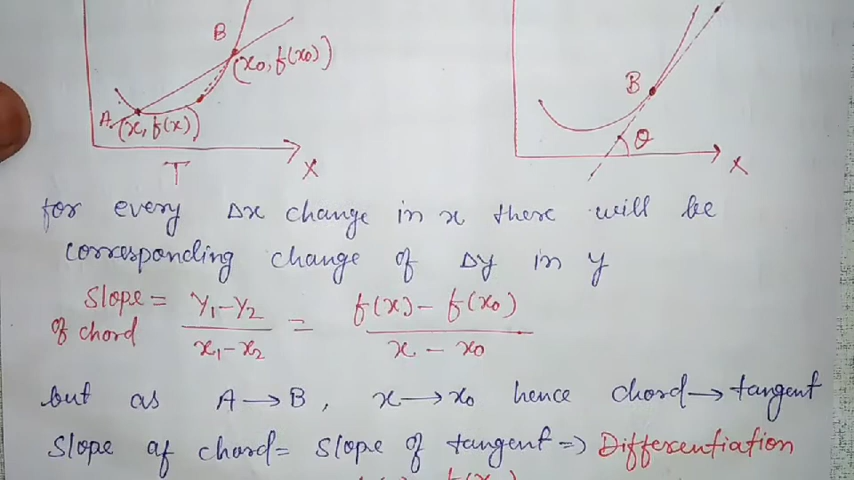 B
(x0, f(x0))
A
(x, f(x))
T
X
B
θ
X
for every Δx change in x there will be
corresponding change of Δy in y
Slope of chord = y1-y2 / x1-x2 = f(x) - f(x0) / x - x0
but as A → B, x → x0 hence chord → tangent
Slope of chord = Slope of tangent => Differentiation